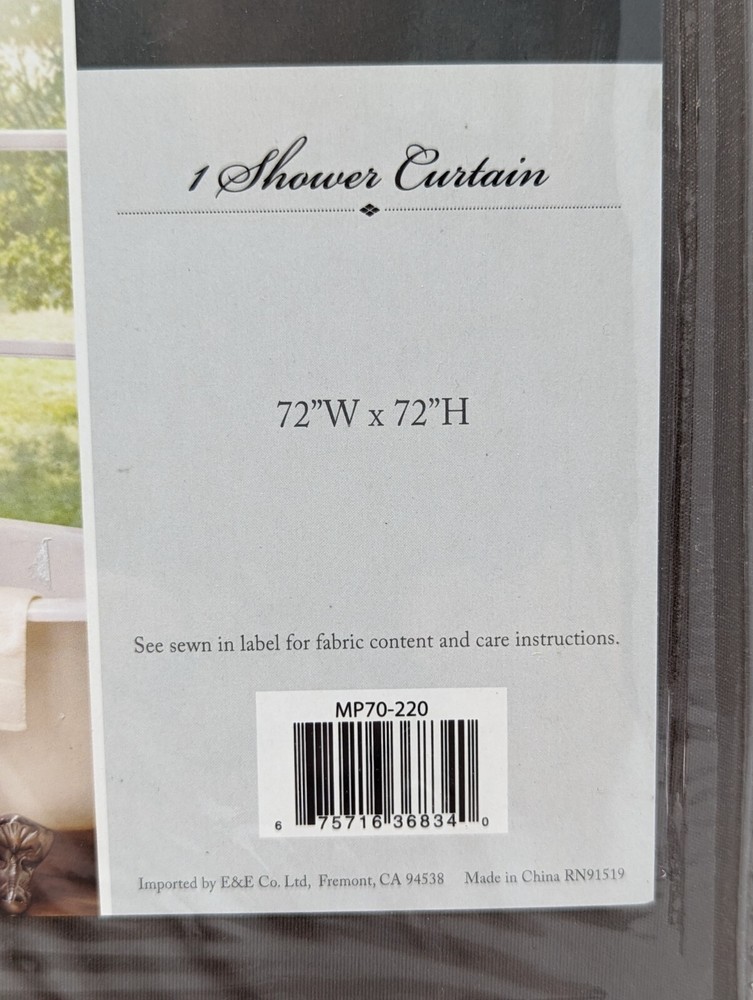 1 Shower Curtain
72”W x 72”H
See sewn in label for fabric content and care instructions.
MP70-220
6 75716 36834 0
Imported by E&E Co. Ltd, Fremont, CA 94538 Made in China RN91519